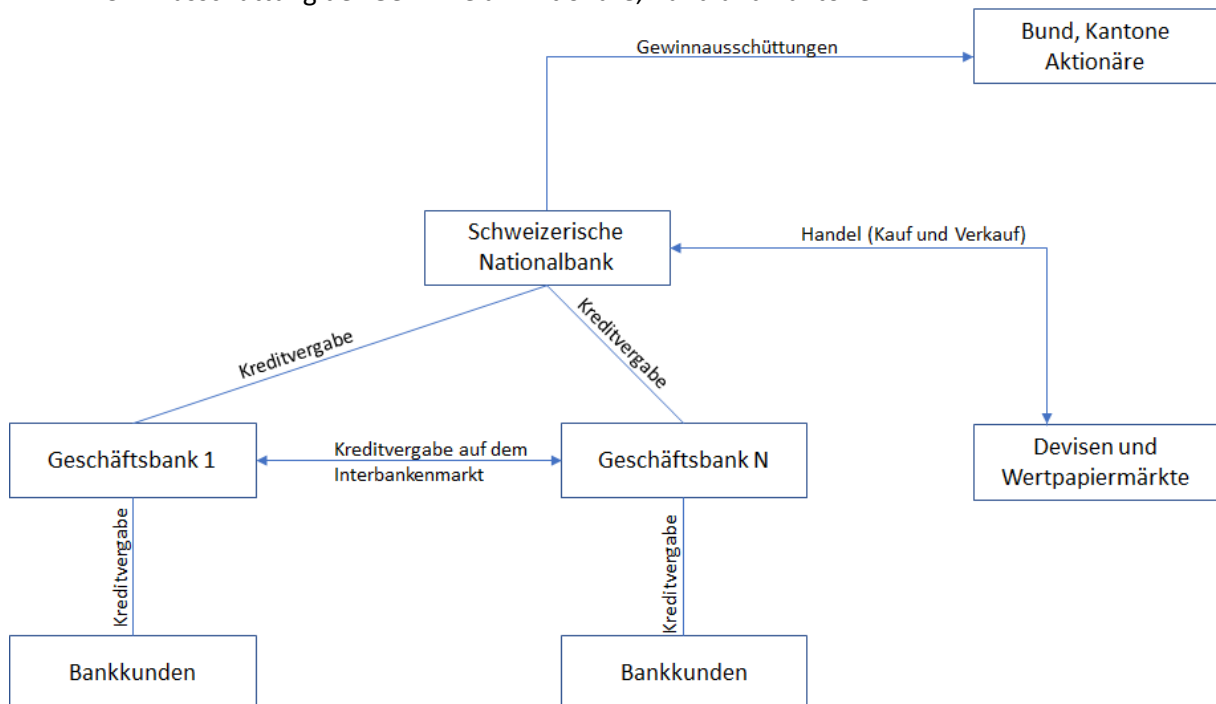 Bund, Kantone
Aktionäre
Gewinnausschüttungen
Schweizerische
Nationalbank
Handel (Kauf und Verkauf)
Kreditvergabe
Kreditvergabe
Geschäftsbank 1
Kreditvergabe auf dem
Interbankenmarkt
Geschäftsbank N
Devisen und
Wertpapiermärkte
Kreditvergabe
Kreditvergabe
Bankkunden
Bankkunden